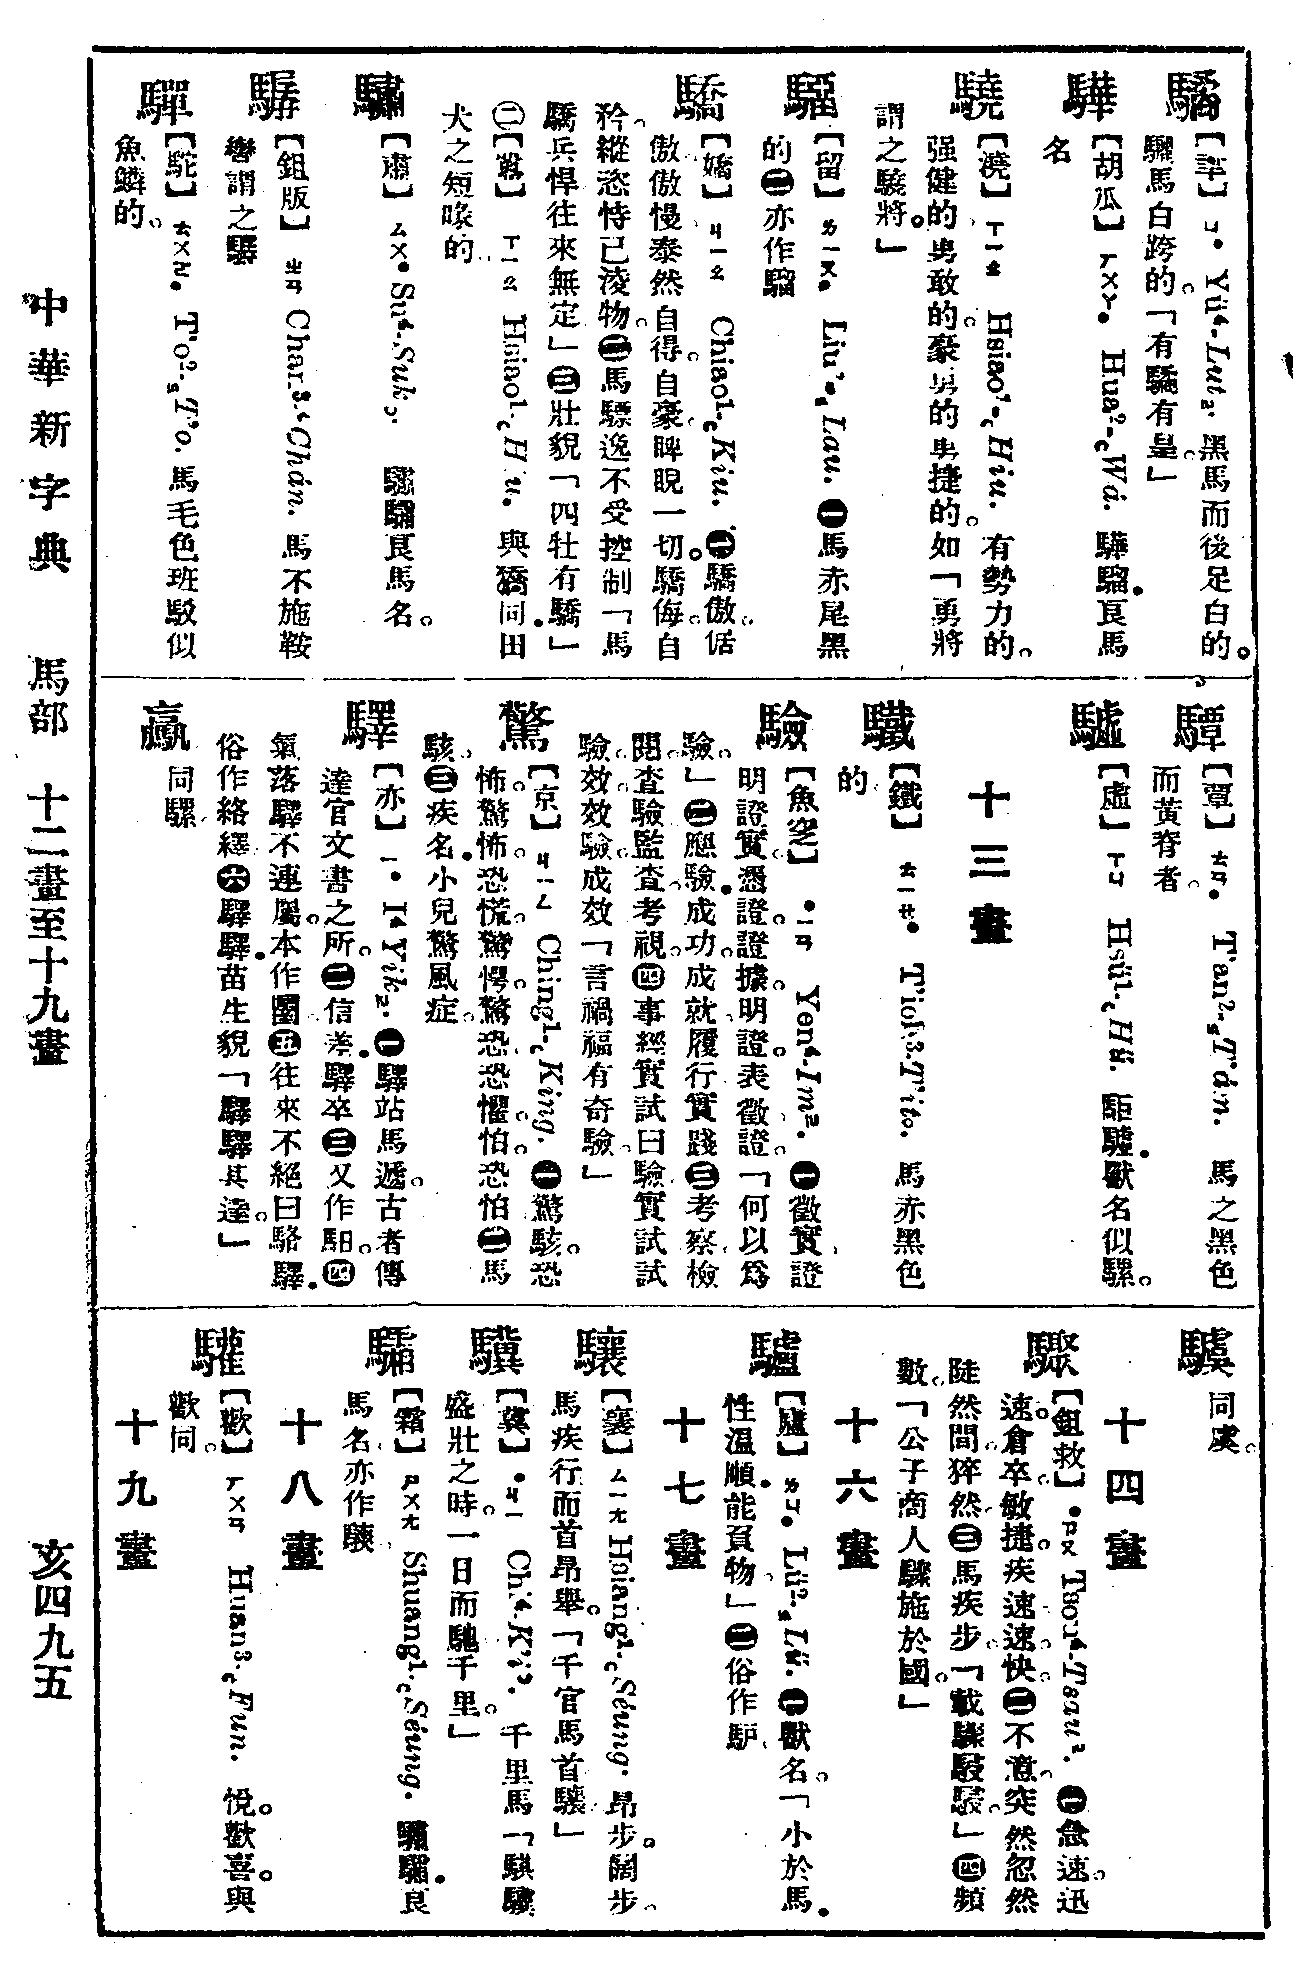 驈
【聿】ㄩ• Yü⁴-Lut₂. 黑馬而後足白的。
驪馬白跨的。「有驈有皇。」
驊
【胡瓜】ㄏㄨㄚ• Hua²-Wá. 驊騮良馬
名
驍
【澆】ㄒㄧㄠ Hsiao¹-Hiu. 有勢力的。
强健的勇敢的。豪勇的勇捷的。如「勇將
謂之驍將。」
騮
【留】ㄌㄧㄡ• Liu²-Lau. ㊀馬赤尾黑
的㊁亦作騮
驕
【嬌】ㄐㄧㄠ Chiao¹-Kiu. ㊀驕傲倨
傲傲慢泰然自得。自豪睥睨一切。驕侮。自
矜。縱恣恃己淩物。㊁馬驃逸不受控制「馬
驕兵悍往來無定」㊂壯貌「四牡有驕」
㊁【囂】ㄒㄧㄠ Hsiao¹-Hiu. 與獢同田
犬之短喙的。
驌
【肅】ㄙㄨ• Su⁴-Suk. 驌驦良馬名。
驏
【鉏版】ㄓㄢ Chan³-Chán. 馬不施鞍
轡謂之驏
驒
【駝】ㄊㄨㄛ• T'o²-T'o. 馬毛色班駁似
魚鱗的。
驔
【覃】ㄊㄢ• T'an²-T'án. 馬之黑色
而黃脊者。
驉
【虛】ㄒㄩ Hsü¹-Hü. 駏驉獸名似騾。
十三畫
驖
【鐵】ㄊㄧㄝ• T'ieh³-T'ito. 馬赤黑色
的。
驗
【魚窆】•ㄧㄢ Yen⁴-Im². ㊀徵實證
明證實。憑證。證據明證。表徵證。「何以爲
驗。」㊁應驗。成功。成就履行實踐㊂考察。檢
閱。查驗監查。考視。㊃事經實試曰驗實試試
驗。效效驗。成效「言禍福有奇驗。」
驚
【京】ㄐㄧㄥ Ching¹-King. ㊀驚駭。恐
怖。驚怖。恐慌。驚愕。驚恐恐懼。怕。恐怕㊁馬
駭。㊂疾名。小兒驚風症。
驛
【亦】ㄧ• I⁴-Yik₂. ㊀驛站馬遞。古者傳
達官文書之所。㊁信差。驛卒㊂又作馹。㊃
氣落驛不連屬。本作圛㊄往來不絕曰駱驛。
俗作絡繹㊅驛驛。苗生貌「驛驛其達。」
驘
同騾。
驥
同虞。
十四畫
驟
【鉏救】•ㄗㄡ Tsou⁴-Tsau². ㊀急速。迅
速。倉卒。敏捷。疾速速。快。㊁不意。突然忽然
陡然間。猝然。㊂馬疾步。「載驟駸駸。」㊃頻
數。「公子商人驟施於國。」
十六畫
驢
【廬】ㄌㄩ• Lü²-Lü. ㊀獸名。「小於馬。
性溫順。能負物。」㊁俗作馿。
十七畫
驤
【襄】ㄙㄧㄤ Hsiang¹-Séung. 昂步。闊步。
馬疾行而首昂舉。「千官馬首驤。」
驥
【冀】•ㄐㄧ Chi⁴-K'i³. 千里馬「騏驥
盛壯之時。一日而馳千里。」
驦
【霜】ㄕㄨㄤ Shuang¹-Séung. 驌驦。良
馬名。亦作騻。
十八畫
驩
【歡】ㄏㄨㄢ Huan³-Fun. 悅。歡喜。與
歡同。
十九畫
中華新字典 馬部 十二畫至十九畫 亥四九五